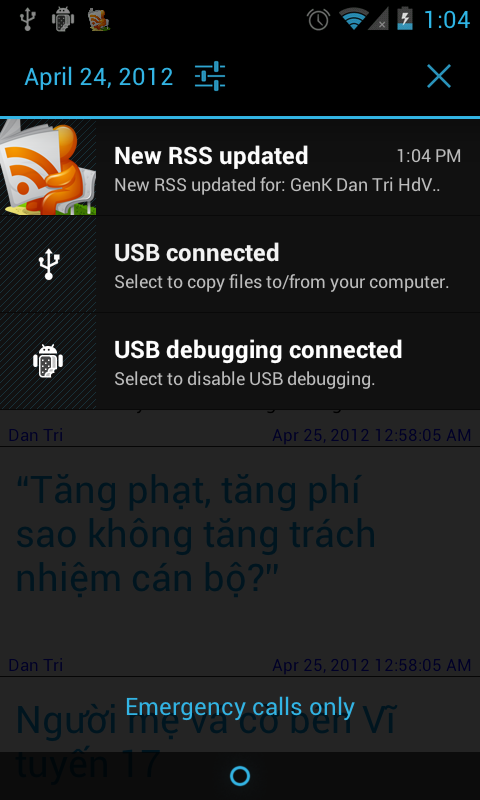 1:04
April 24, 2012
New RSS updated 1:04 PM
New RSS updated for: GenK Dan Tri HdV..
USB connected
Select to copy files to/from your computer.
USB debugging connected
Select to disable USB debugging.
Dan Tri Apr 25, 2012 12:58:05 AM
“Tăng phạt, tăng phí
sao không tăng trách
nhiệm cán bộ?”
Dan Tri Apr 25, 2012 12:58:05 AM
Emergency calls only
Người mẹ và cô bên Vĩ
tuyến 17